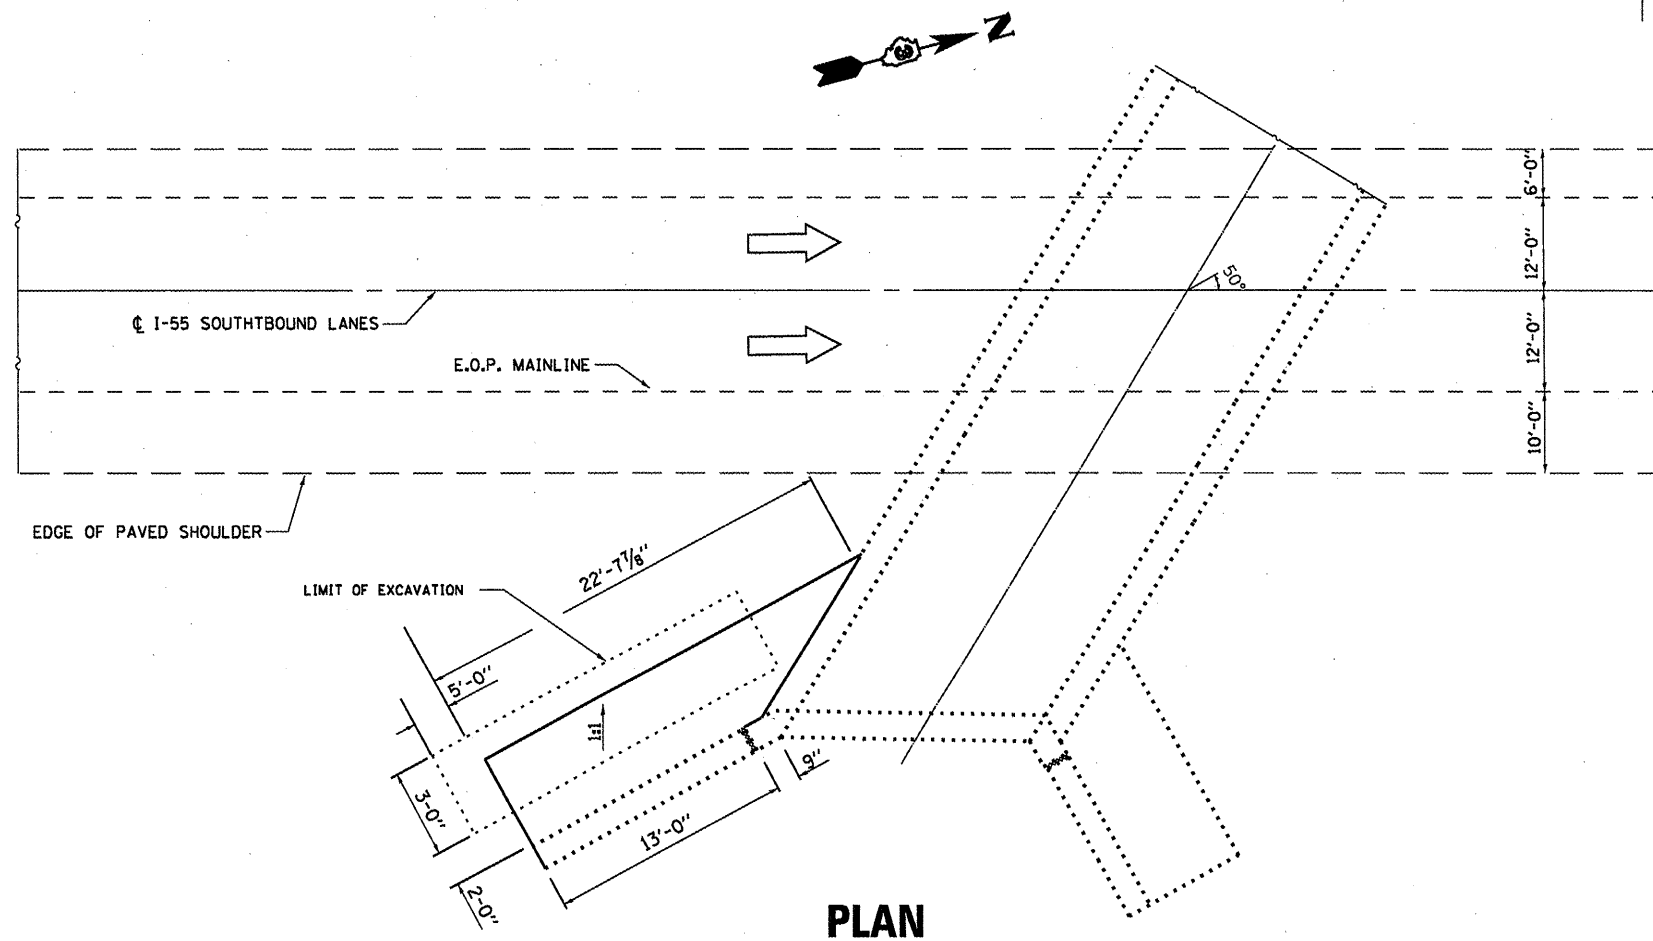 N
6'-0"
12'-0"
50°
℄ I-55 SOUTHTBOUND LANES
12'-0"
E.O.P. MAINLINE
10'-0"
EDGE OF PAVED SHOULDER
22'-7⅞"
LIMIT OF EXCAVATION
5'-0"
1:1
9"
3-0"
13'-0"
2-0"
PLAN